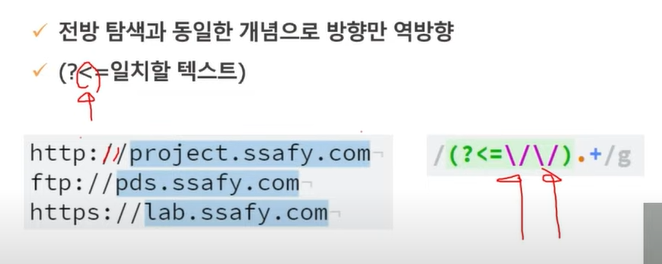 ✓ 전방 탐색과 동일한 개념으로 방향만 역방향
✓ (?<=일치할 텍스트)
http://project.ssafy.com¬
ftp://pds.ssafy.com¬
https://lab.ssafy.com¬
/(?<=\/\/).+/g